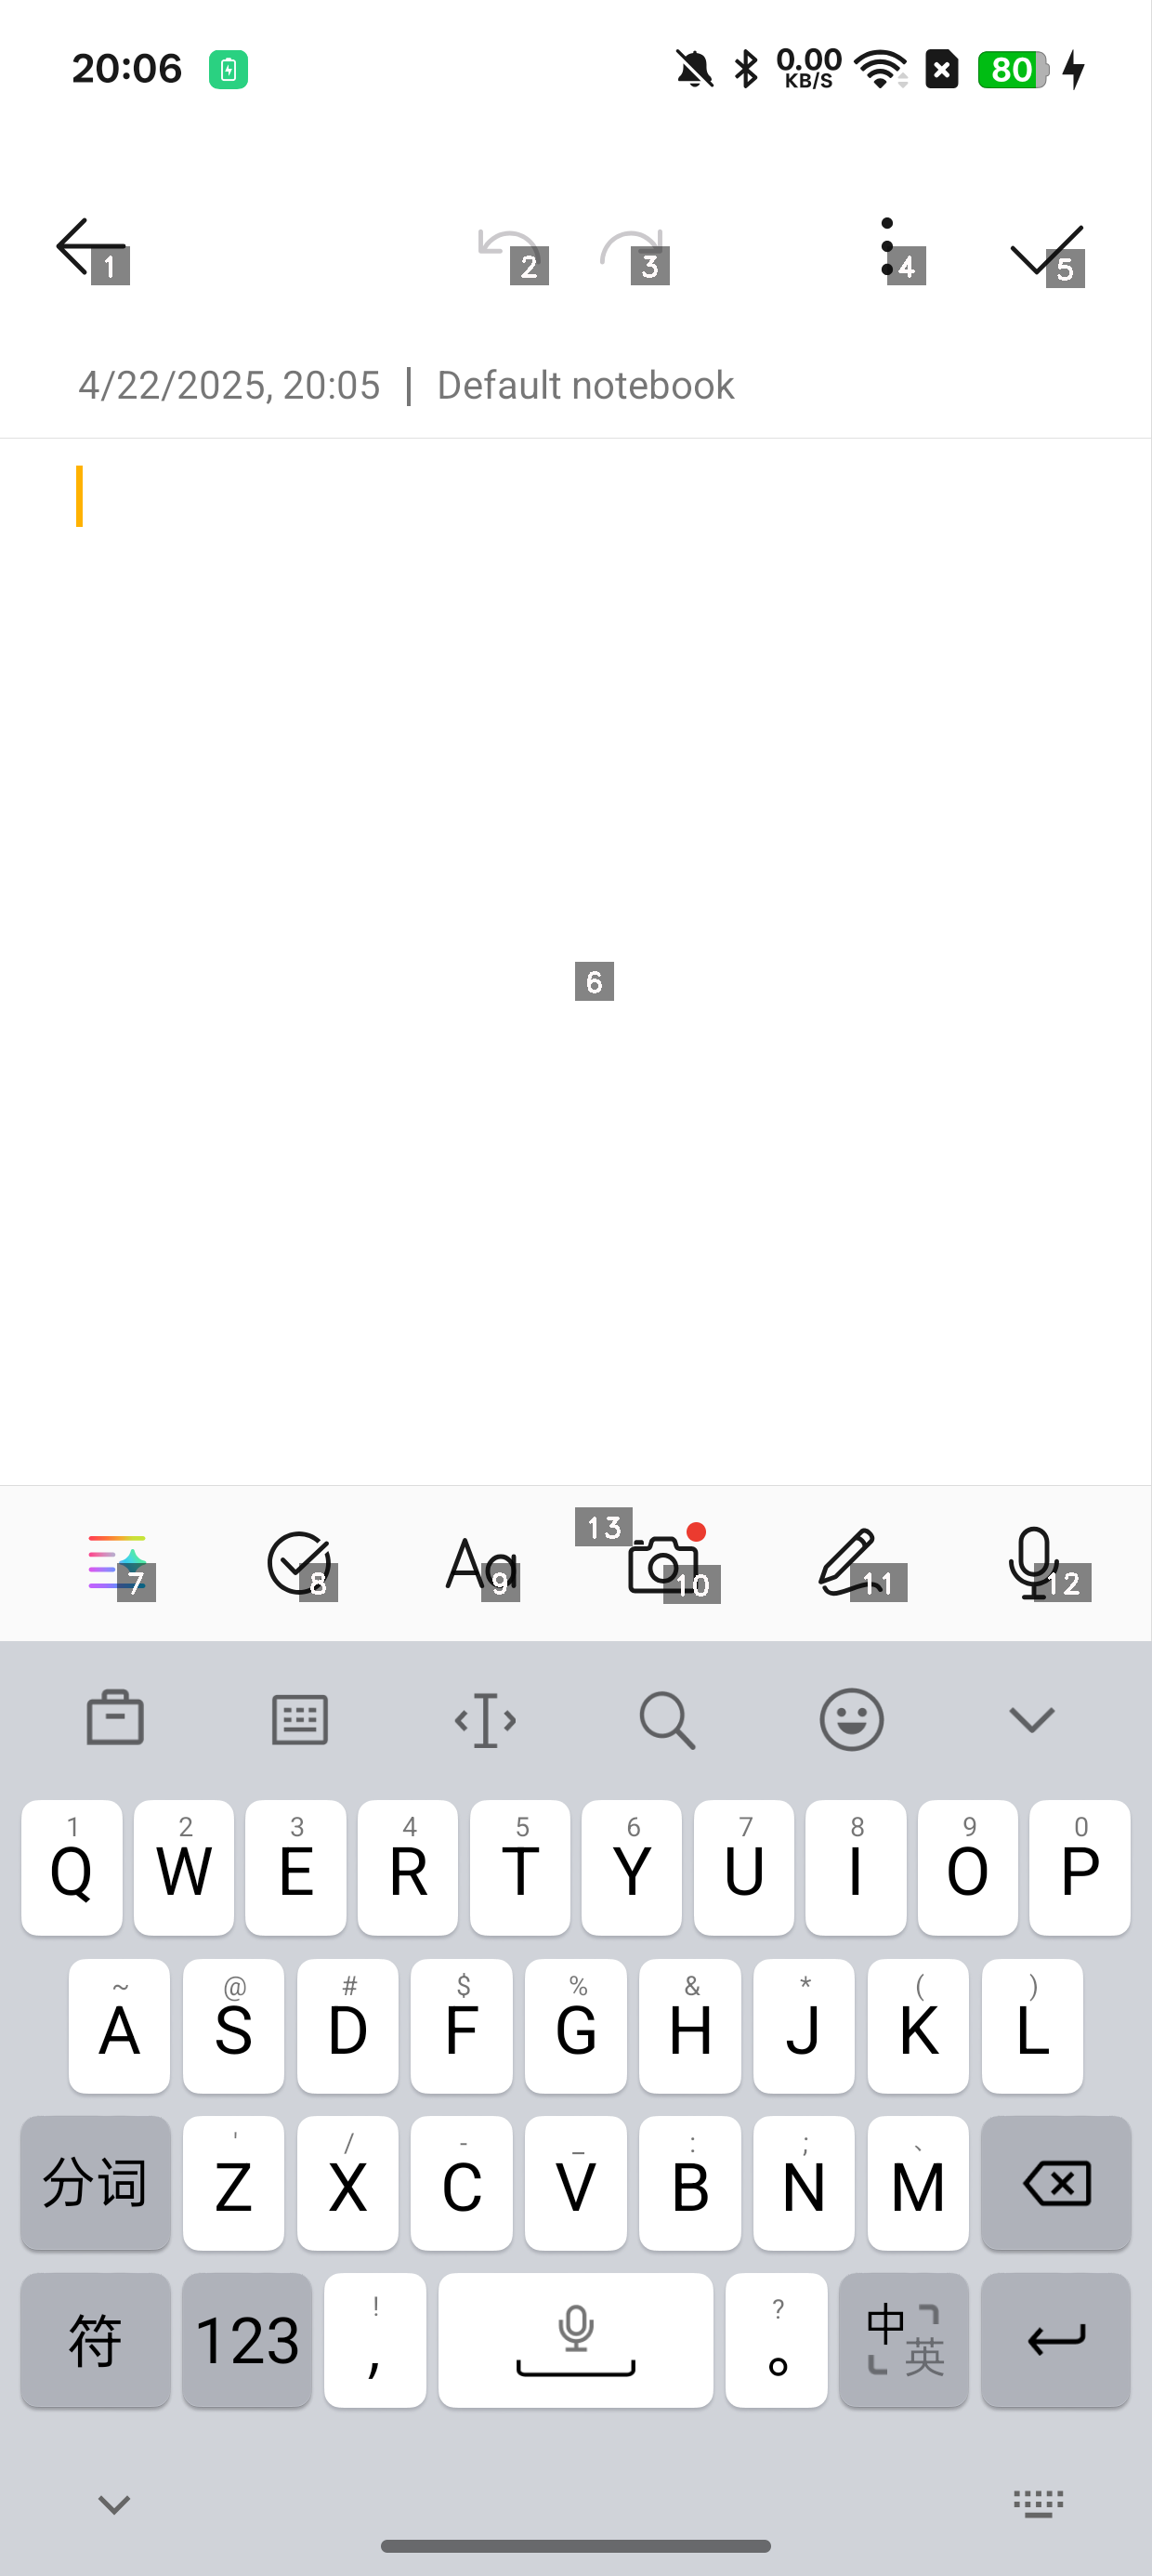 20:06 0.00 KB/S 80
1 2 3 4 5
4/22/2025, 20:05 | Default notebook
6
13
7 8 Aa 9 10 11 12
1 2 3 4 5 6 7 8 9 0
Q W E R T Y U I O P
~ @ # $ % & * ( )
A S D F G H J K L
' / - _ : ; 、
分词 Z X C V B N M
! ?
符 123 , 。 中 英